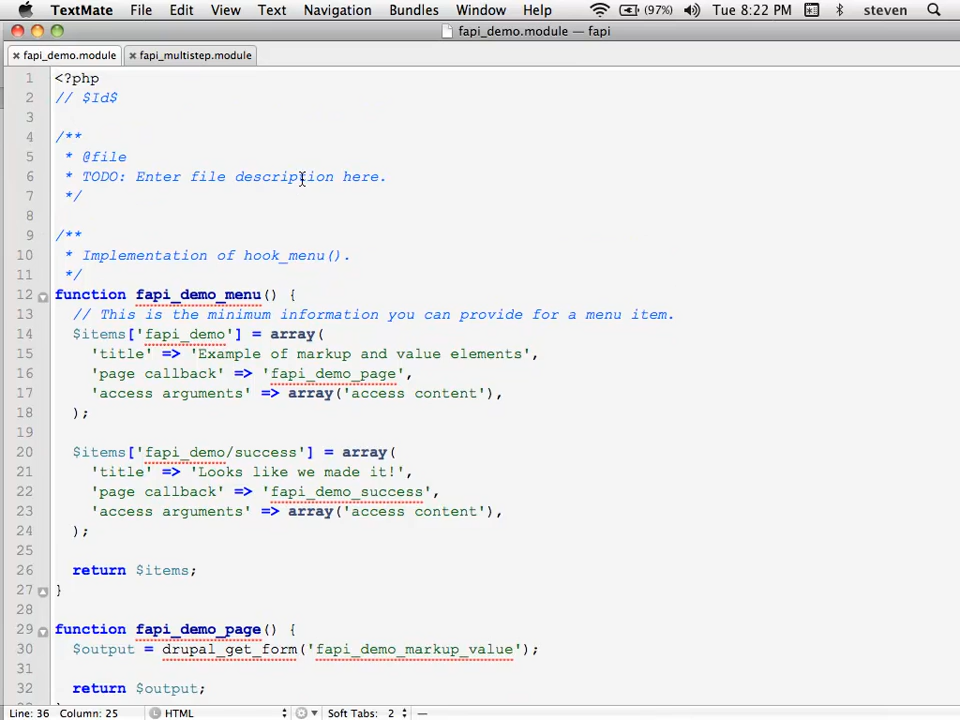 TextMate File Edit View Text Navigation Bundles Window Help (97%) Tue 8:22 PM steven
fapi_demo.module — fapi
fapi_demo.module fapi_multistep.module
1 <?php
2 // $Id$
3
4 /**
5 * @file
6 * TODO: Enter file description here.
7 */
8
9 /**
10 * Implementation of hook_menu().
11 */
12 function fapi_demo_menu() {
13 // This is the minimum information you can provide for a menu item.
14 $items['fapi_demo'] = array(
15 'title' => 'Example of markup and value elements',
16 'page callback' => 'fapi_demo_page',
17 'access arguments' => array('access content'),
18 );
19
20 $items['fapi_demo/success'] = array(
21 'title' => 'Looks like we made it!',
22 'page callback' => 'fapi_demo_success',
23 'access arguments' => array('access content'),
24 );
25
26 return $items;
27 }
28
29 function fapi_demo_page() {
30 $output = drupal_get_form('fapi_demo_markup_value');
31
32 return $output;
Line: 36 Column: 25 HTML Soft Tabs: 2 —